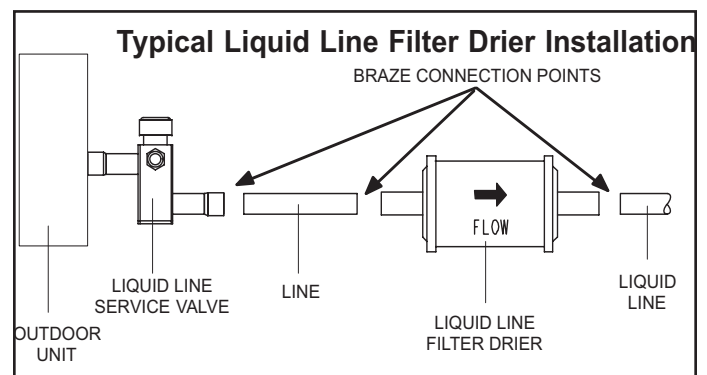 Typical Liquid Line Filter Drier Installation
BRAZE CONNECTION POINTS
FLOW
LIQUID LINE
SERVICE VALVE
LINE
LIQUID LINE
FILTER DRIER
LIQUID
LINE
OUTDOOR
UNIT